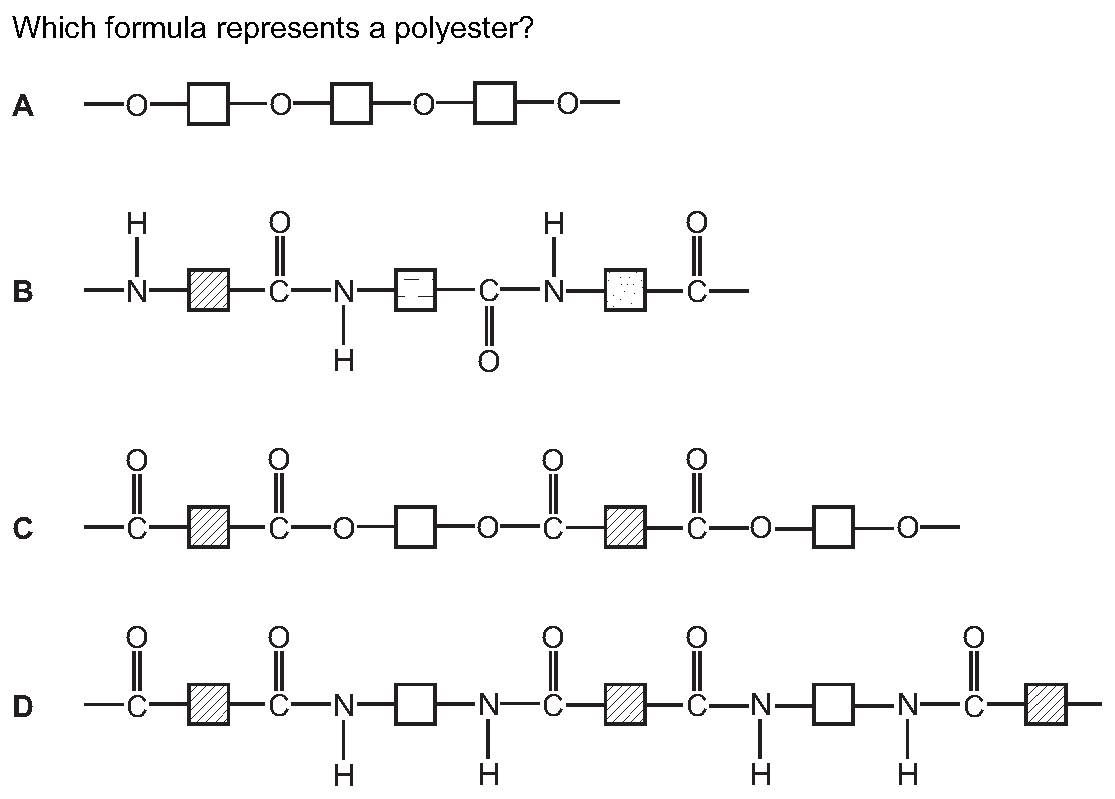 Which formula represents a polyester?
A
O O O O
H O H O
B
N C N C N C
H O
O O O O
C
C C O O C C O O
O O O O O
D
C C N N C C N N C
H H H H